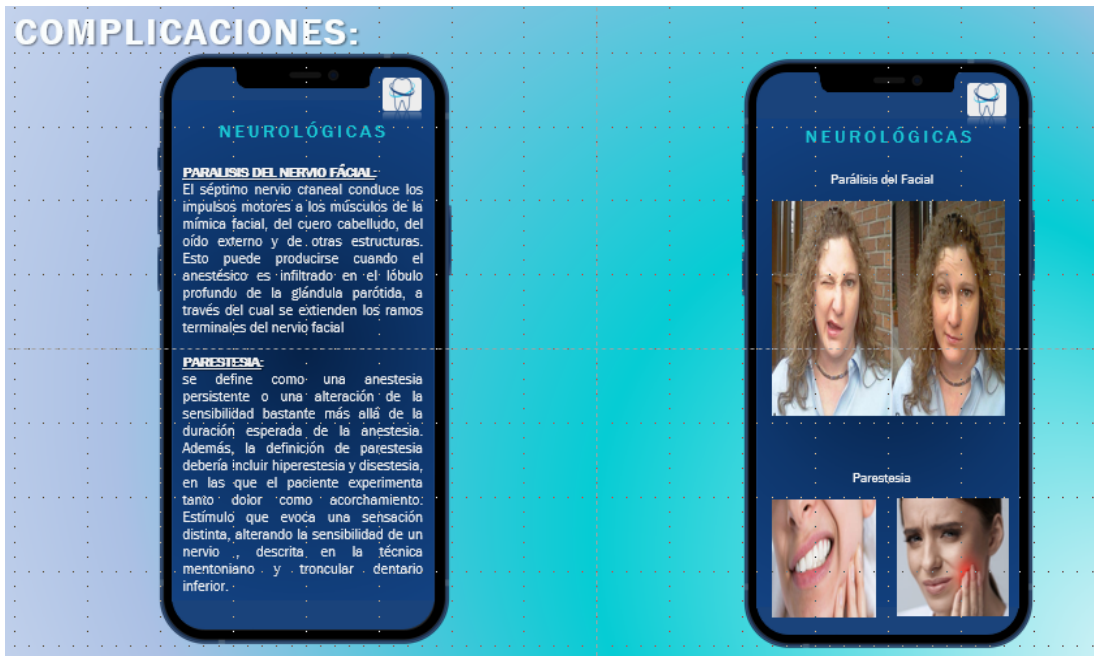 COMPLICACIONES:
NEUROLÓGICAS
PARALISIS DEL NERVIO FÁCIAL:
El séptimo nervio craneal conduce los
impulsos motores a los músculos de la
mímica facial, del cuero cabelludo, del
oído externo y de otras estructuras.
Esto puede producirse cuando el
anestésico es infiltrado en el lóbulo
profundo de la glándula parótida, a
través del cual se extienden los ramos
terminales del nervio facial
PARESTESIA:
se define como una anestesia
persistente o una alteración de la
sensibilidad bastante más allá de la
duración esperada de la anestesia.
Además, la definición de parestesia
debería incluir hiperestesia y disestesia,
en las que el paciente experimenta
tanto dolor como acorchamiento.
Estímulo que evoca una sensación
distinta, alterando la sensibilidad de un
nervio , descrita en la técnica
mentoniano y troncular dentario
inferior.
NEUROLÓGICAS
Parálisis del Facial
Parestesia